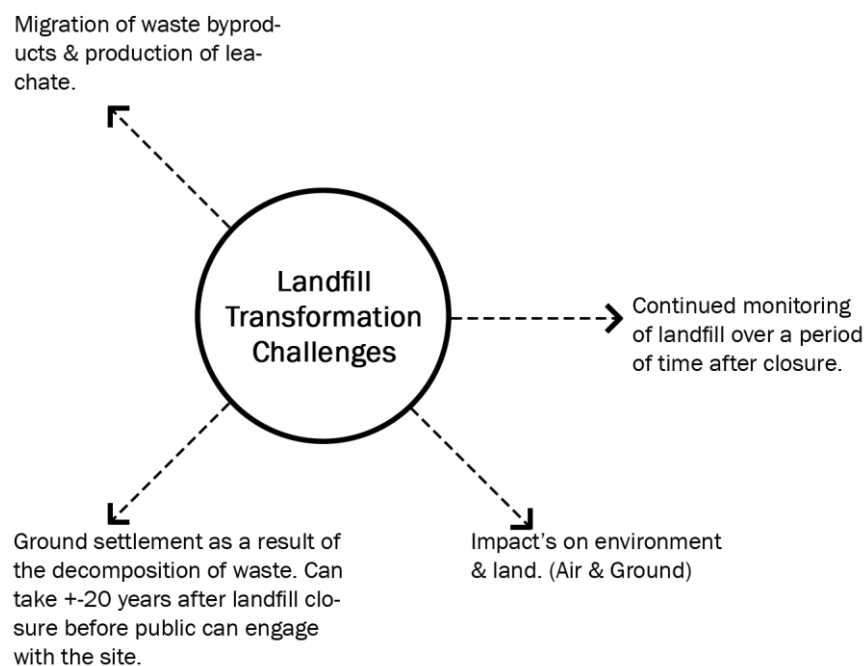 Migration of waste byprod-
ucts & production of lea-
chate.
Landfill
Transformation
Challenges
Continued monitoring
of landfill over a period
of time after closure.
Ground settlement as a result of
the decomposition of waste. Can
take +-20 years after landfill clo-
sure before public can engage
with the site.
Impact's on environment
& land. (Air & Ground)